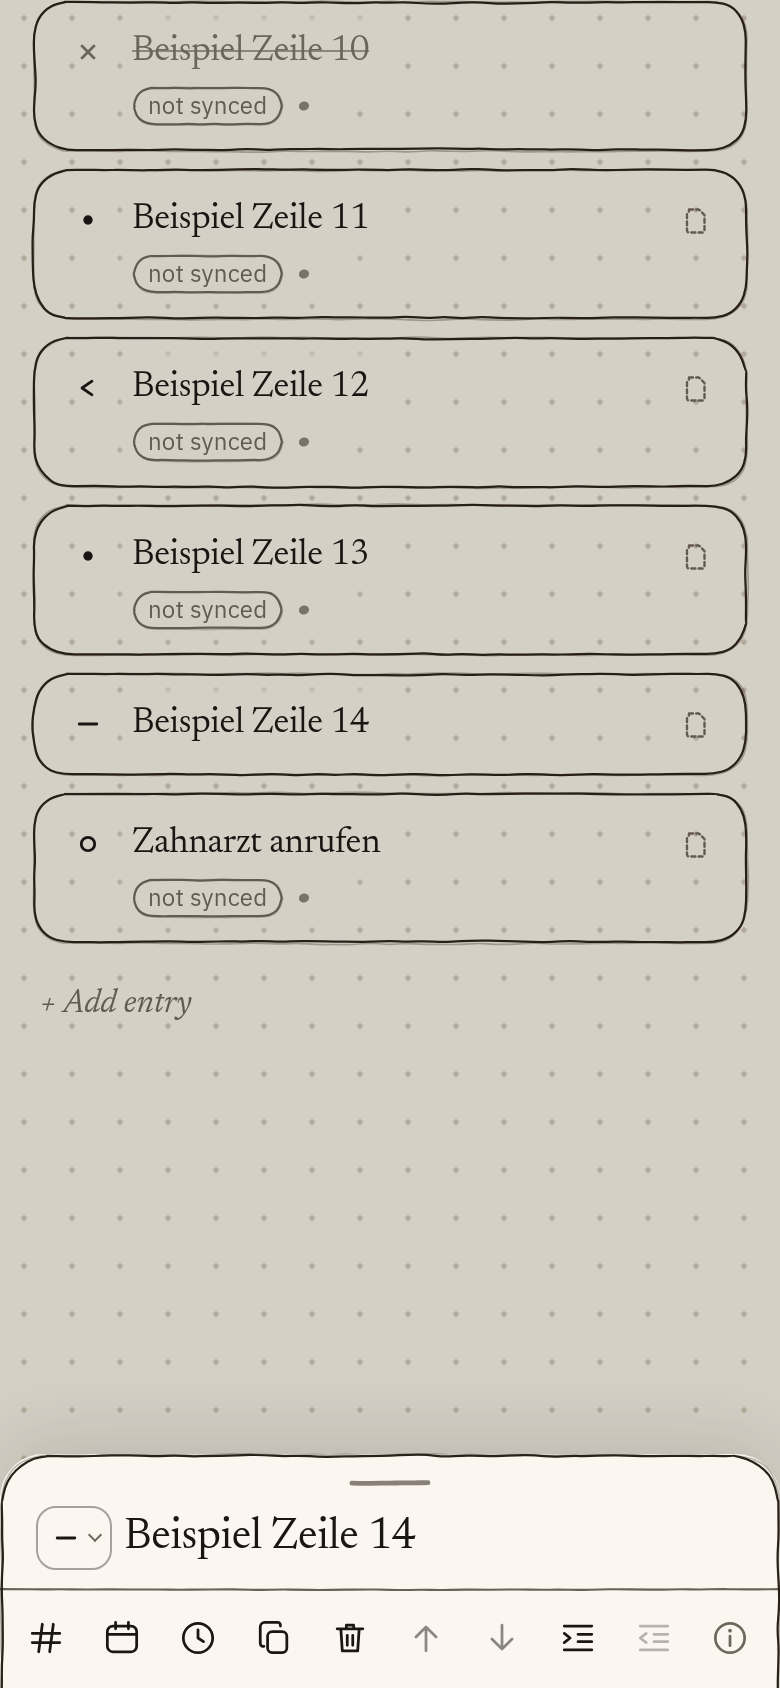 Beispiel Zeile 10
not synced
Beispiel Zeile 11
not synced
Beispiel Zeile 12
not synced
Beispiel Zeile 13
not synced
Beispiel Zeile 14
Zahnarzt anrufen
not synced
+ Add entry
Beispiel Zeile 14